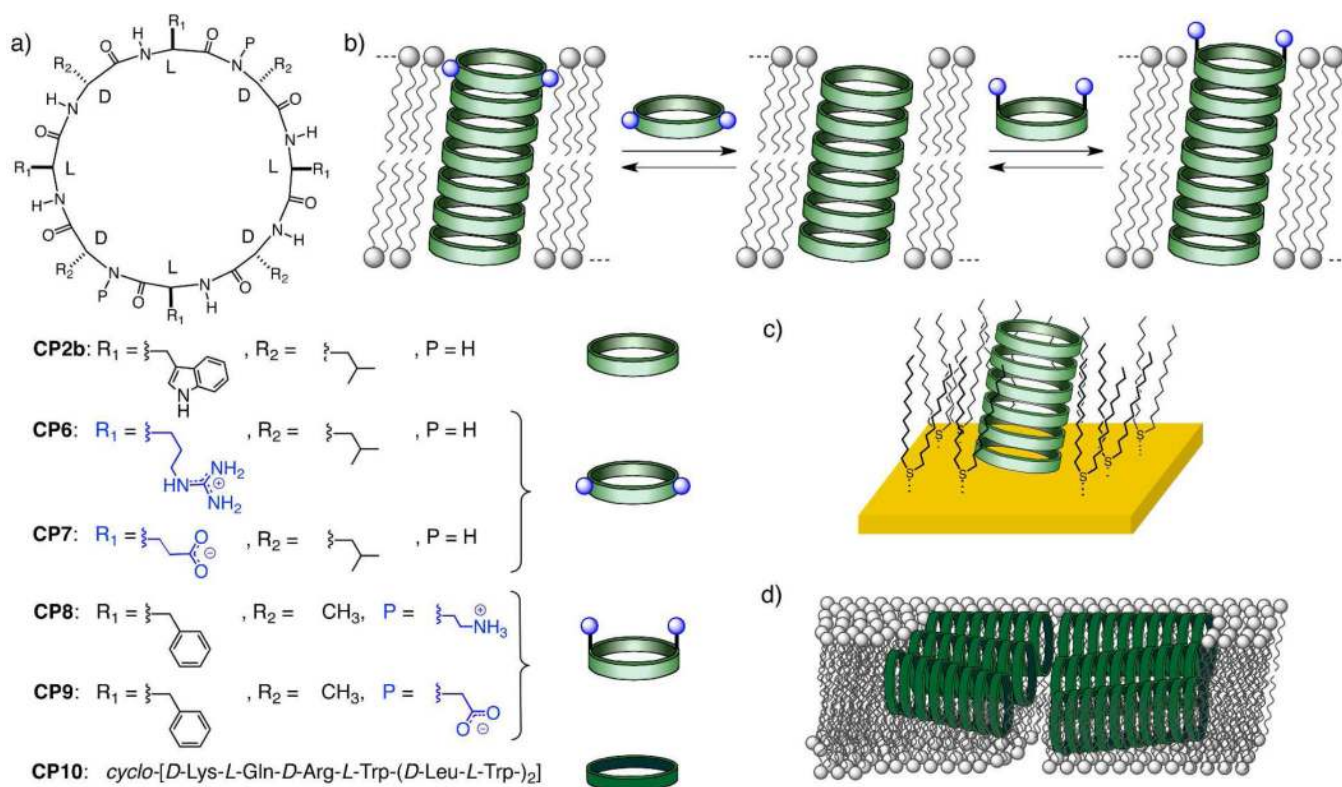 a)
R₁
H
O
O
P
R₂
N
L
N
R₂
O
D
D
O
H
N
N
H
O
O
R₁
L
L
R₁
N
H
O
O
D
D
N
H
R₂
N
L
H
N
R₂
P
O
O
N
H
O
R₁
b)
CP2b: R₁ = , R₂ = , P = H
N
H
CP6: R₁ = , R₂ = , P = H
NH₂
HN
⊕
NH₂
CP7: R₁ = , R₂ = , P = H
O
⊖
O
CP8: R₁ = , R₂ = CH₃, P =
⊕
NH₃
CP9: R₁ = , R₂ = CH₃, P =
O
O
⊖
CP10: cyclo-[D-Lys-L-Gln-D-Arg-L-Trp-(D-Leu-L-Trp-)₂]
c)
S
S
S
S
S
S
d)